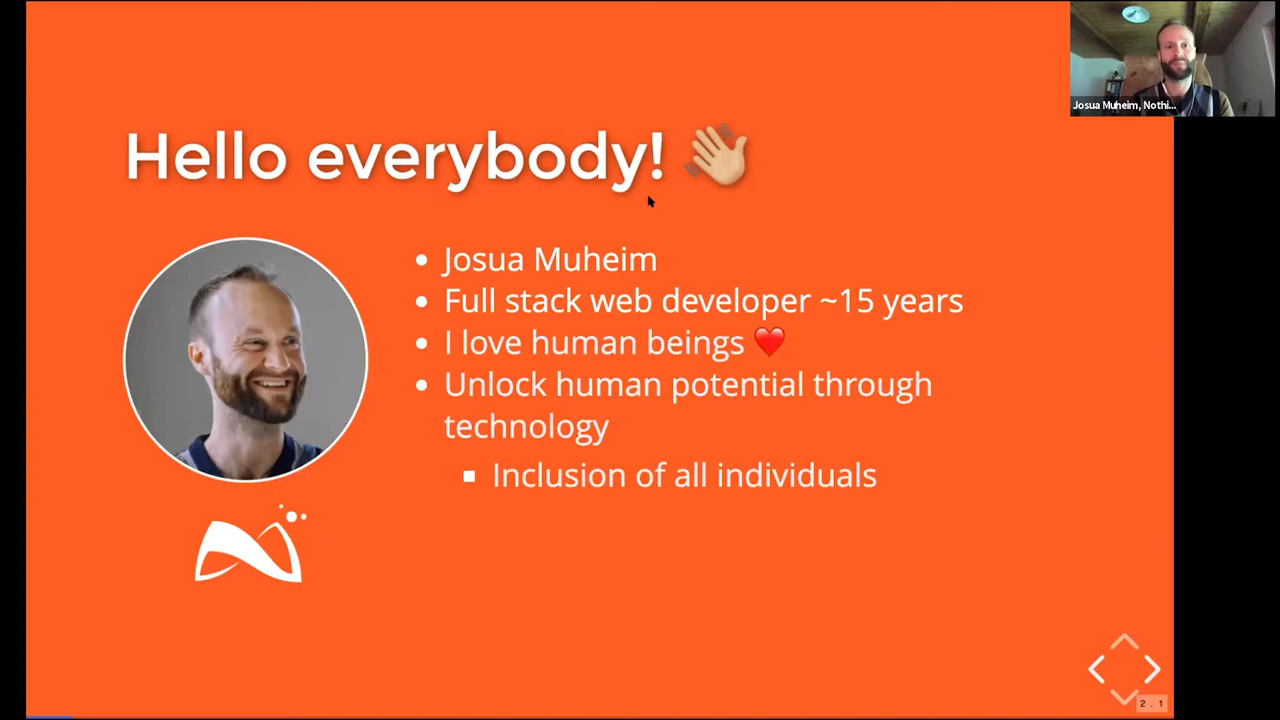 Josua Muheim, Nothi...
Hello everybody! 👋🏼
Josua Muheim
Full stack web developer ~15 years
I love human beings ❤️
Unlock human potential through
technology
Inclusion of all individuals
2.1